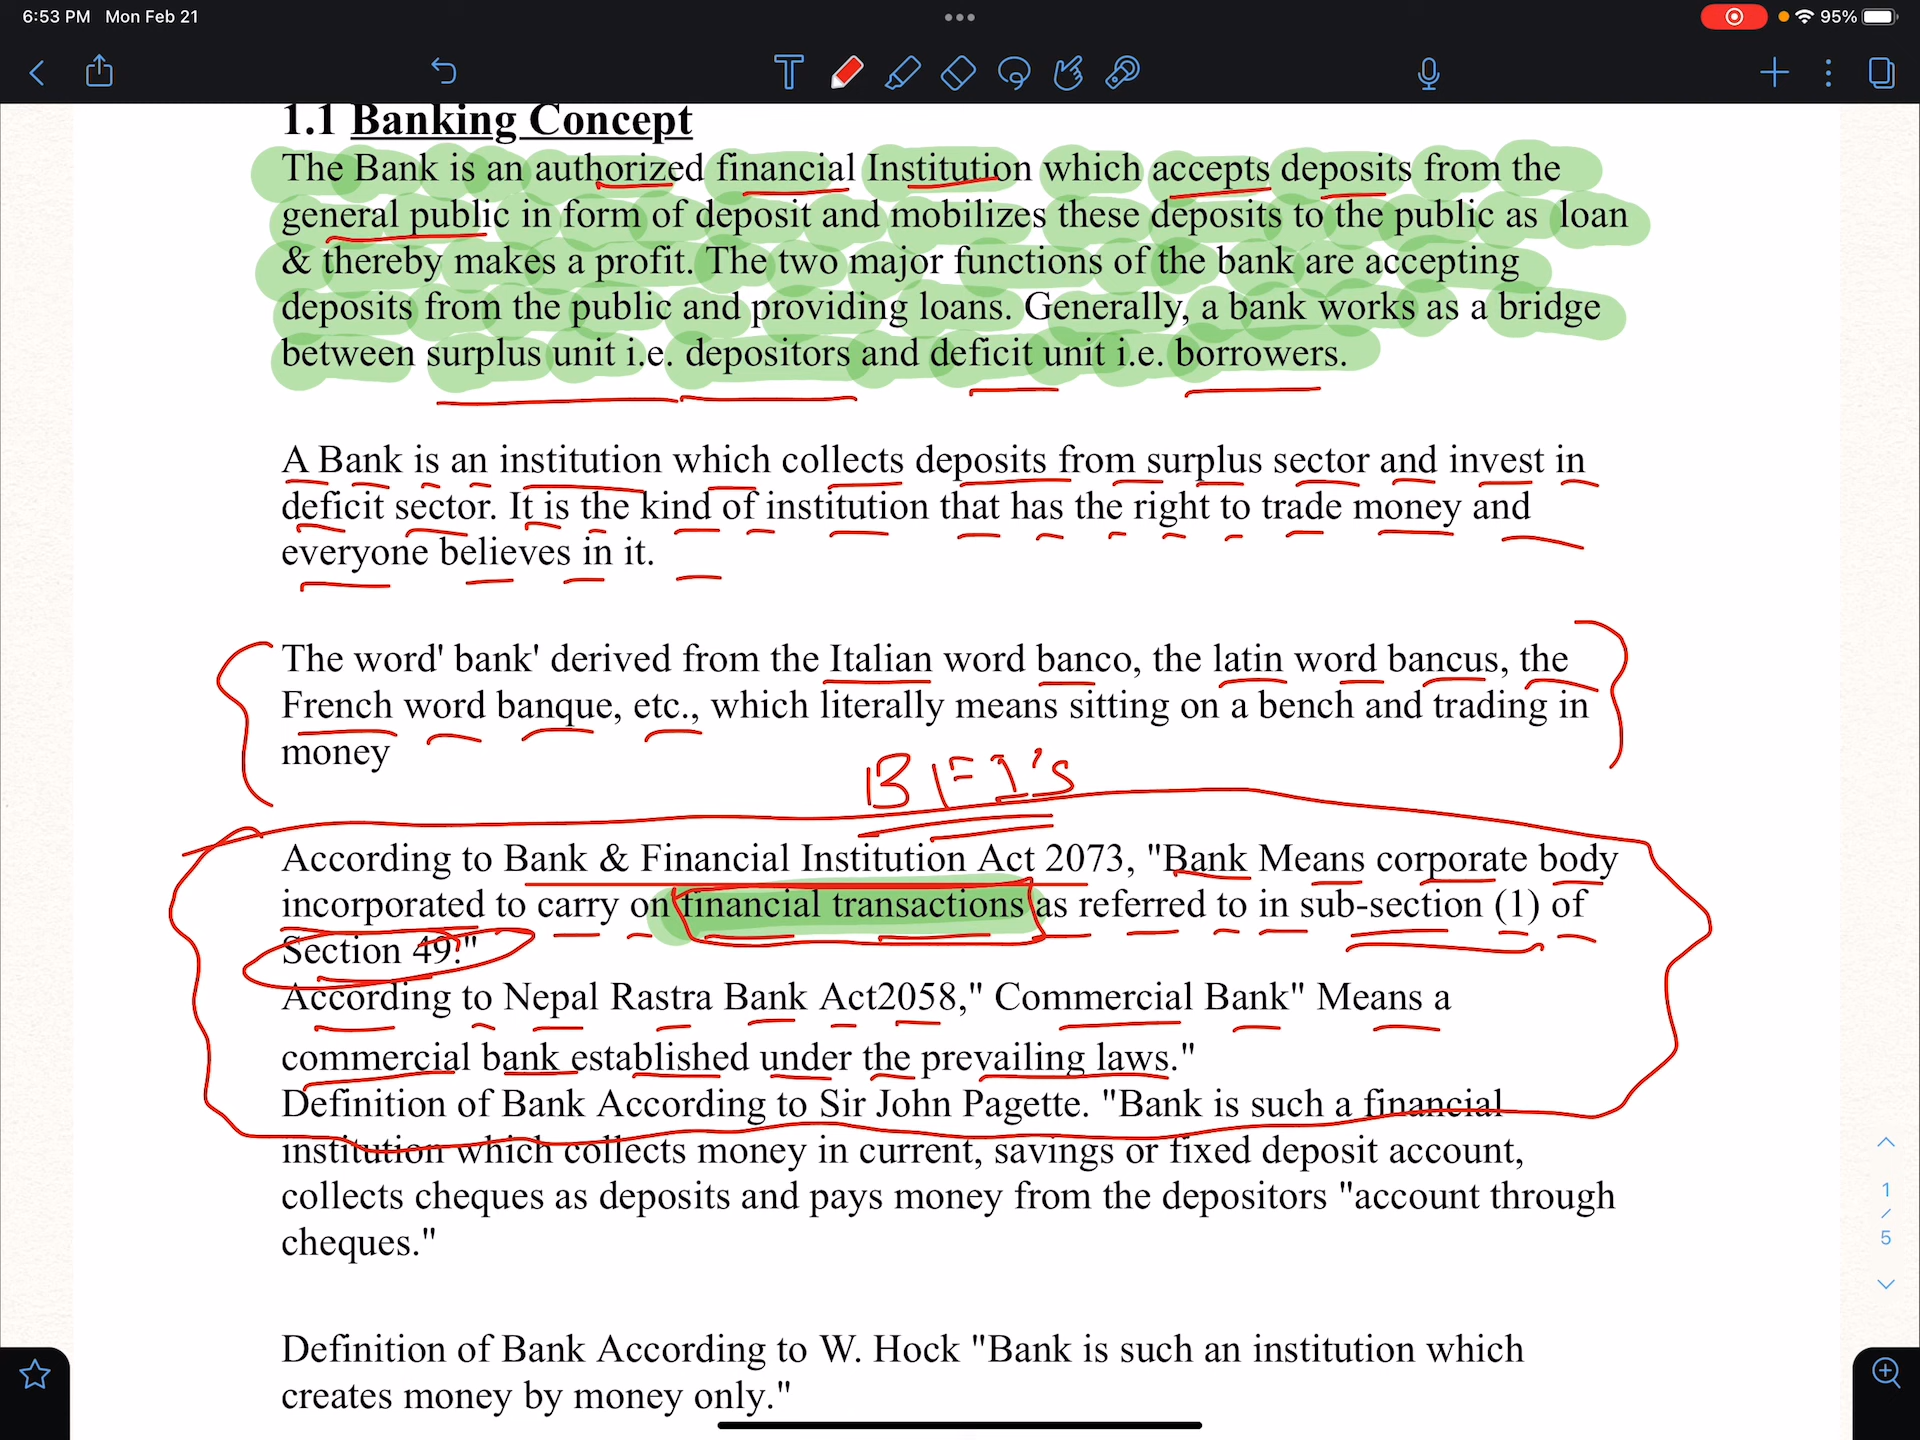 6:53 PM Mon Feb 21
95%
1.1 Banking Concept
The Bank is an authorized financial Institution which accepts deposits from the
general public in form of deposit and mobilizes these deposits to the public as loan
& thereby makes a profit. The two major functions of the bank are accepting
deposits from the public and providing loans. Generally, a bank works as a bridge
between surplus unit i.e. depositors and deficit unit i.e. borrowers.
A Bank is an institution which collects deposits from surplus sector and invest in
deficit sector. It is the kind of institution that has the right to trade money and
everyone believes in it.
The word' bank' derived from the Italian word banco, the latin word bancus, the
French word banque, etc., which literally means sitting on a bench and trading in
money
BFI's
According to Bank & Financial Institution Act 2073, "Bank Means corporate body
incorporated to carry on financial transactions as referred to in sub-section (1) of
Section 49."
According to Nepal Rastra Bank Act2058," Commercial Bank" Means a
commercial bank established under the prevailing laws."
Definition of Bank According to Sir John Pagette. "Bank is such a financial
institution which collects money in current, savings or fixed deposit account,
collects cheques as deposits and pays money from the depositors "account through
cheques."
1
/
5
Definition of Bank According to W. Hock "Bank is such an institution which
creates money by money only."